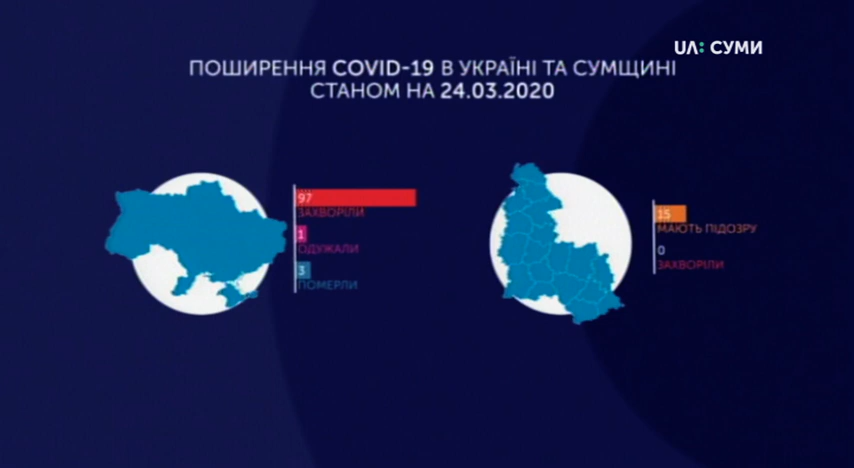 UA: СУМИ
ПОШИРЕННЯ COVID-19 В УКРАЇНІ ТА СУМЩИНІ
СТАНОМ НА 24.03.2020
97
ЗАХВОРІЛИ
1
ОДУЖАЛИ
3
ПОМЕРЛИ
15
МАЮТЬ ПІДОЗРУ
0
ЗАХВОРІЛИ